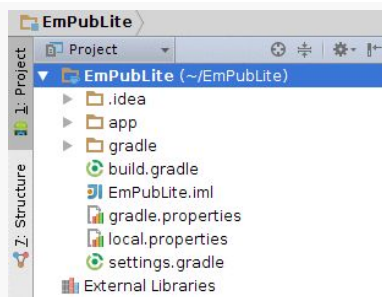 EmPubLite
Project
EmPubLite (~/EmPubLite)
.idea
app
gradle
build.gradle
EmPubLite.iml
gradle.properties
local.properties
settings.gradle
External Libraries
1: Project
7: Structure